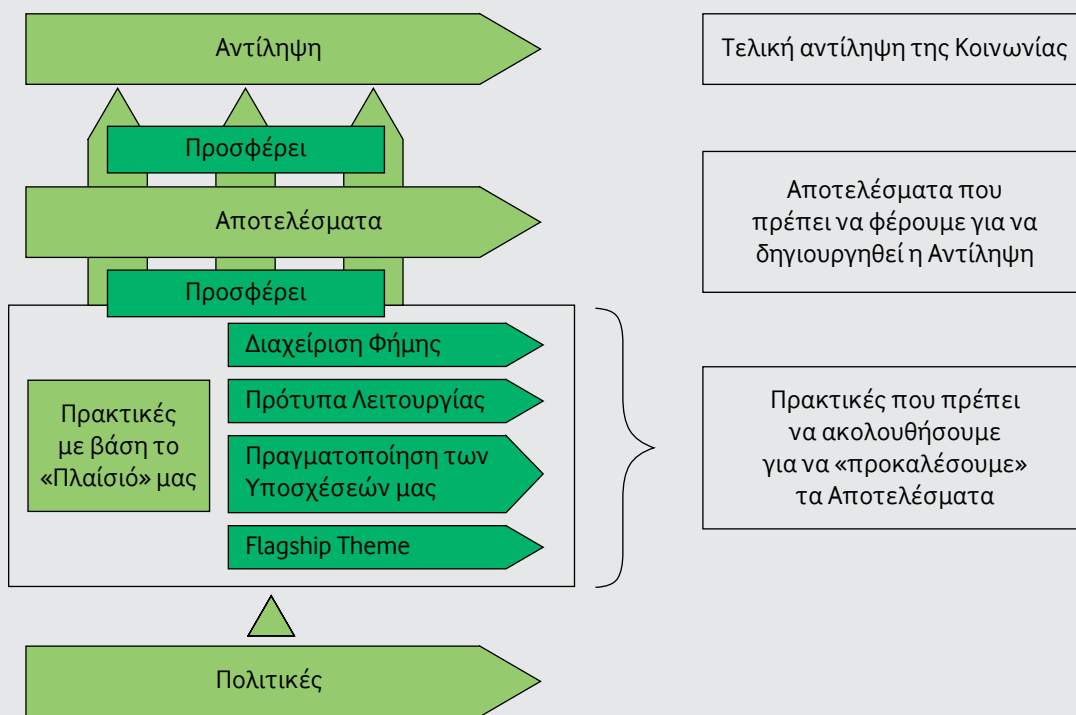 Αντίληψη
Τελική αντίληψη της Κοινωνίας
Προσφέρει
Αποτελέσματα
Αποτελέσματα που
πρέπει να φέρουμε για να
δηγιουργηθεί η Αντίληψη
Προσφέρει
Διαχείριση Φήμης
Πρότυπα Λειτουργίας
Πραγματοποίηση των
Υποσχέσεών μας
Flagship Theme
Πρακτικές
με βάση το
«Πλαίσιό» μας
Πρακτικές που πρέπει
να ακολουθήσουμε
για να «προκαλέσουμε»
τα Αποτελέσματα
Πολιτικές